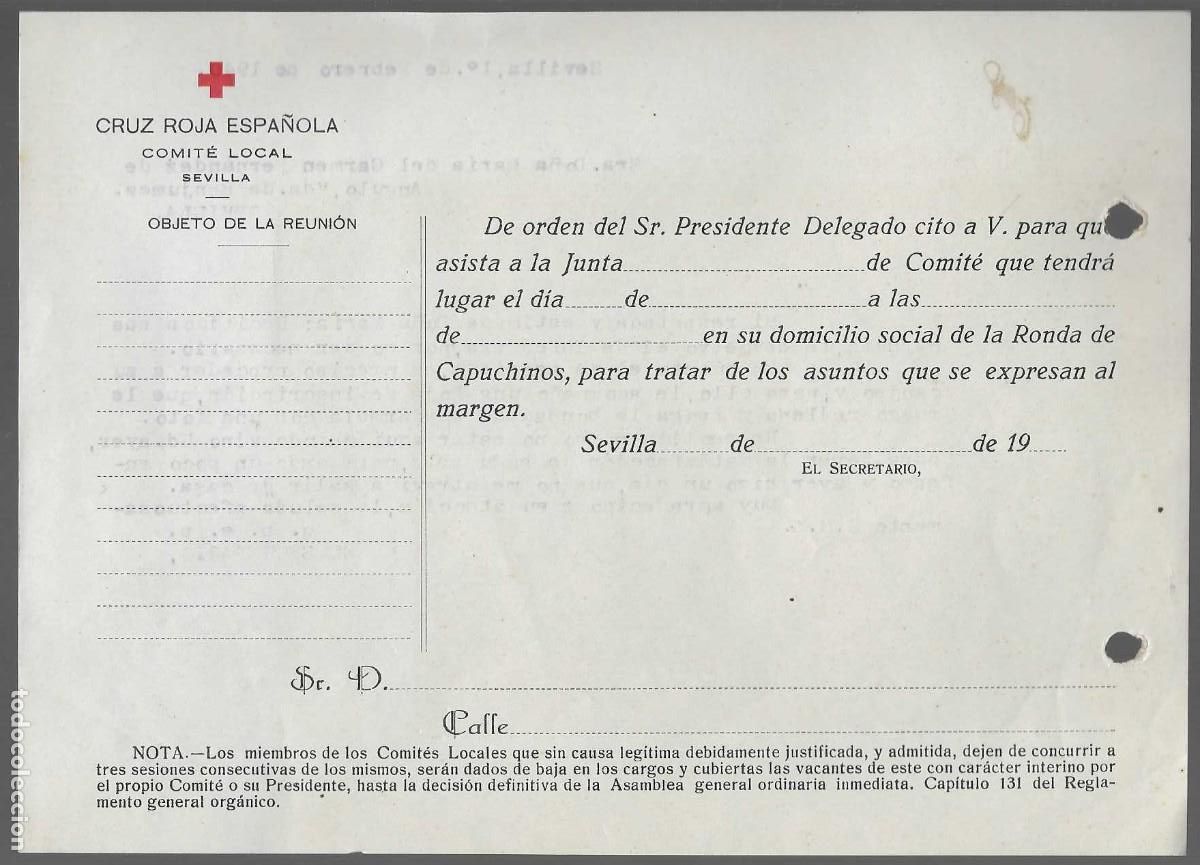 CRUZ ROJA ESPAÑOLA
COMITÉ LOCAL
SEVILLA
OBJETO DE LA REUNIÓN
De orden del Sr. Presidente Delegado cito a V. para que
asista a la Junta de Comité que tendrá
lugar el día de a las
de en su domicilio social de la Ronda de
Capuchinos, para tratar de los asuntos que se expresan al
margen.
Sevilla de de 19
EL SECRETARIO,
Sr. D.
Calle
NOTA.—Los miembros de los Comités Locales que sin causa legítima debidamente justificada, y admitida, dejen de concurrir a
tres sesiones consecutivas de los mismos, serán dados de baja en los cargos y cubiertas las vacantes de este con carácter interino por
el propio Comité o su Presidente, hasta la decisión definitiva de la Asamblea general ordinaria inmediata. Capítulo 131 del Regla-
mento general orgánico.
todocoleccion